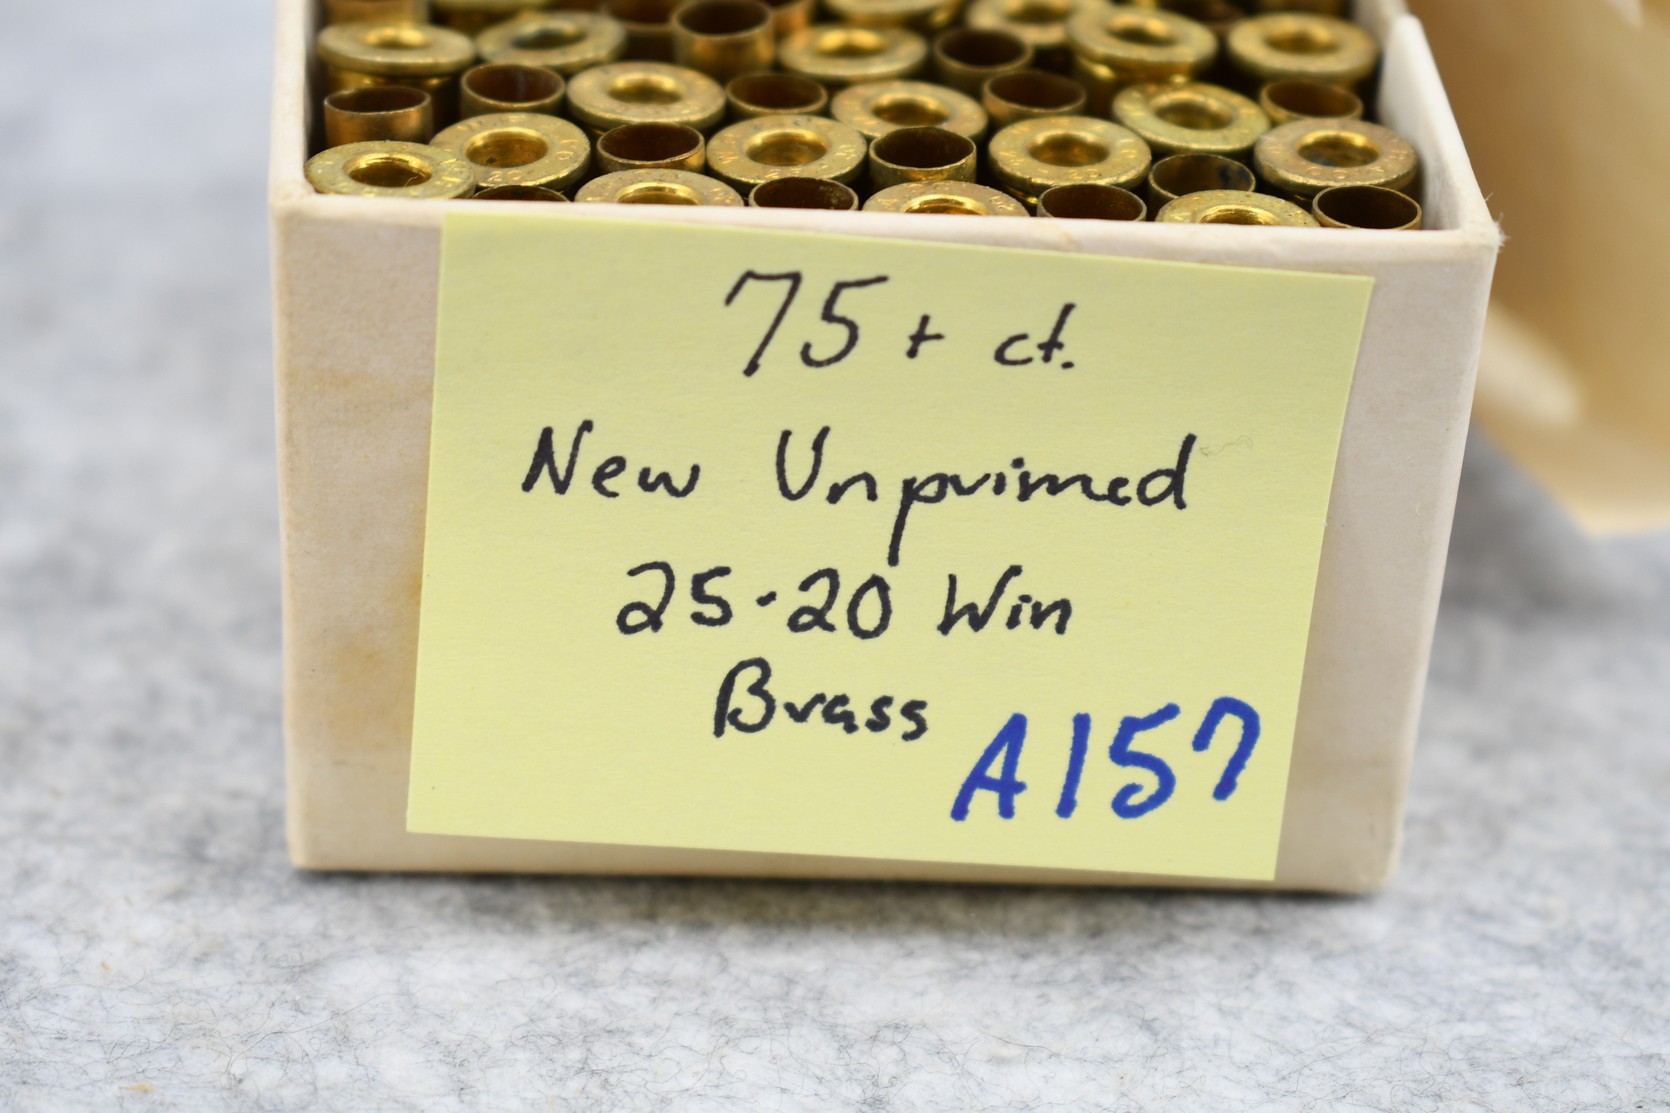 75+ ct.
New Unprimed
25-20 Win
Brass
A157